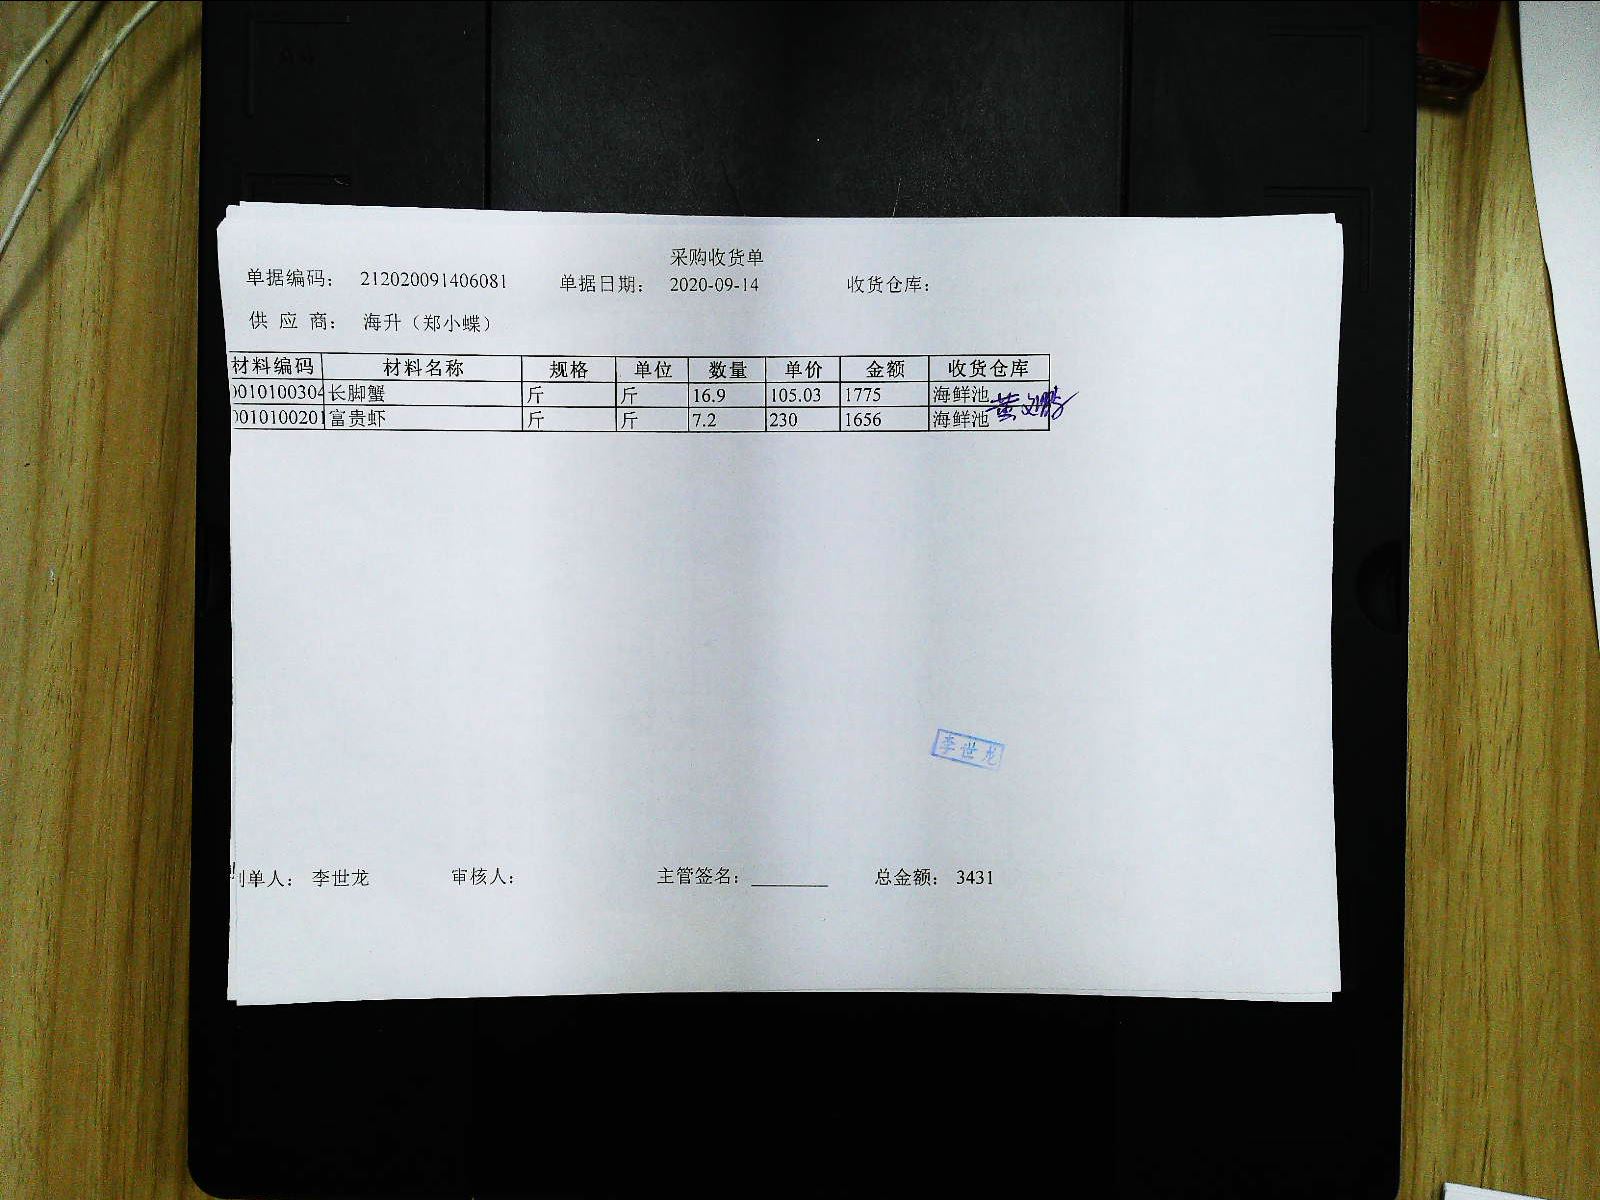 采购收货单
单据编码： 212020091406081 单据日期： 2020-09-14 收货仓库：
供 应 商： 海升（郑小蝶）
材料编码 材料名称 规格 单位 数量 单价 金额 收货仓库
0010100304 长脚蟹 斤 斤 16.9 105.03 1775 海鲜池
0010100201 富贵虾 斤 斤 7.2 230 1656 海鲜池
李世龙
制单人： 李世龙 审核人： 主管签名：________ 总金额： 3431